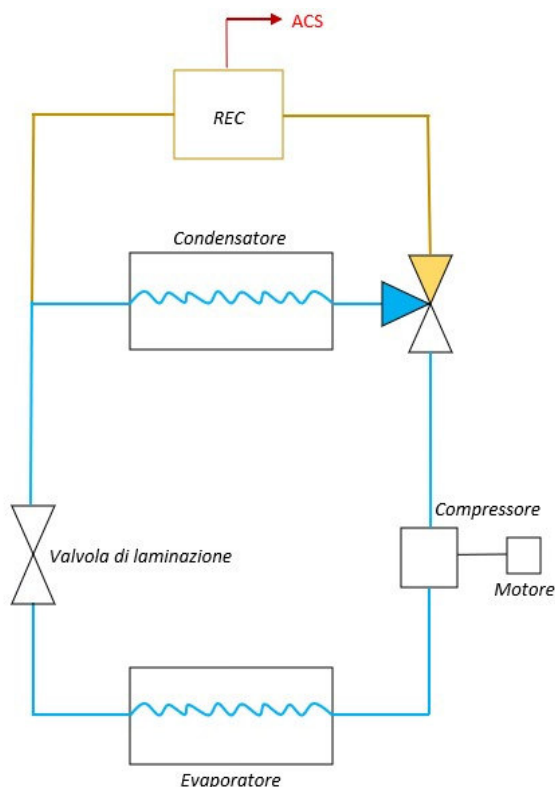 ACS
REC
Condensatore
Compressore
Valvola di laminazione
Motore
Evaporatore